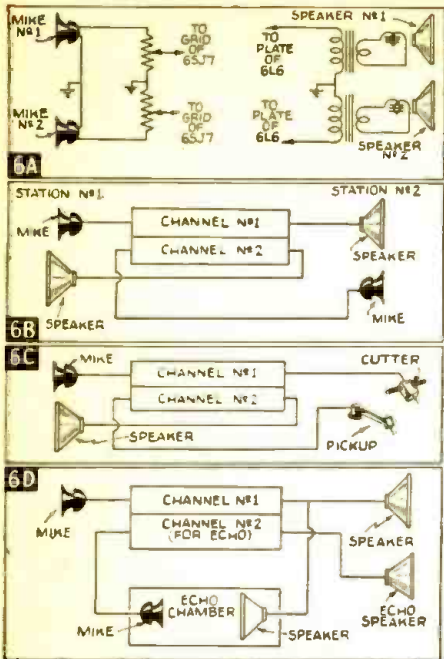 MIKE
Nº1
TO
GRID
OF
6SJ7
TO
PLATE
OF
6L6
SPEAKER Nº1
MIKE
Nº2
TO
GRID
OF
6SJ7
TO
PLATE
OF
6L6
SPEAKER
Nº2
6A
STATION Nº1
STATION Nº2
MIKE
CHANNEL Nº1
CHANNEL Nº2
SPEAKER
SPEAKER
MIKE
6B
6C
MIKE
CHANNEL Nº1
CHANNEL Nº2
CUTTER
SPEAKER
PICKUP
6D
MIKE
CHANNEL Nº1
CHANNEL Nº2
(FOR ECHO)
SPEAKER
ECHO
CHAMBER
MIKE
SPEAKER
ECHO
SPEAKER